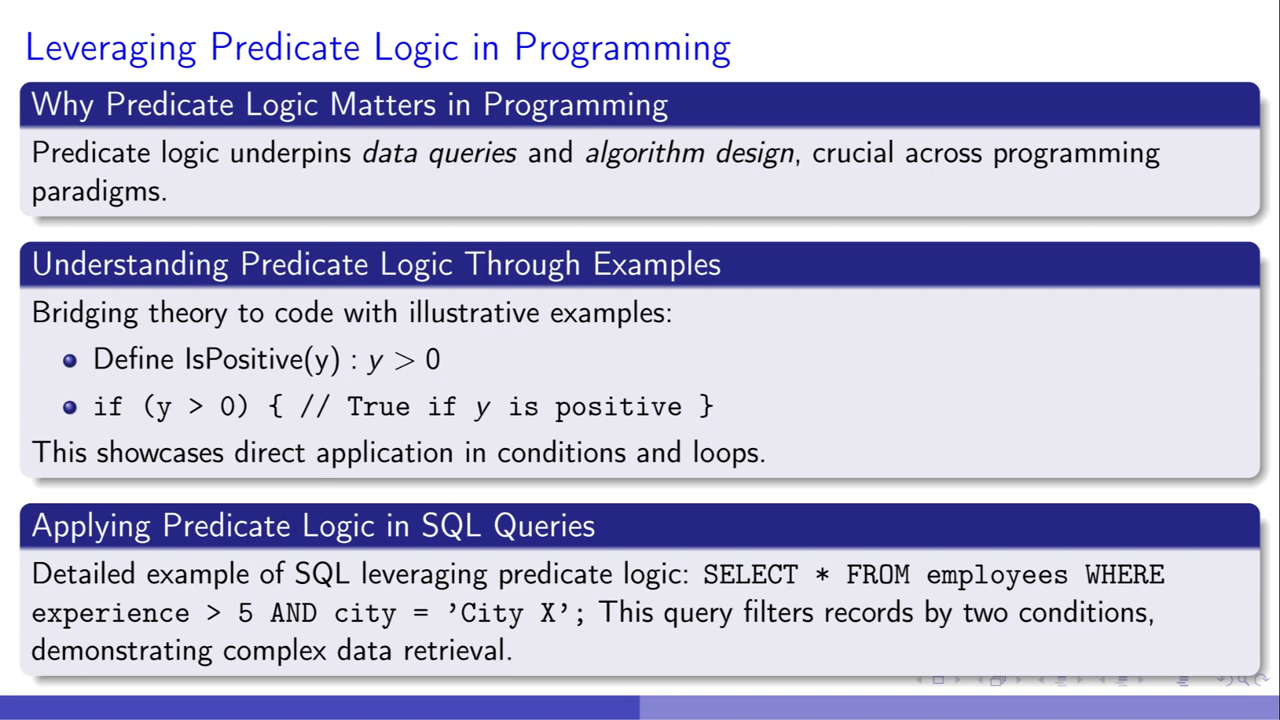 Leveraging Predicate Logic in Programming
Why Predicate Logic Matters in Programming
Predicate logic underpins data queries and algorithm design, crucial across programming
paradigms.
Understanding Predicate Logic Through Examples
Bridging theory to code with illustrative examples:
Define IsPositive(y) : y > 0
if (y > 0) { // True if y is positive }
This showcases direct application in conditions and loops.
Applying Predicate Logic in SQL Queries
Detailed example of SQL leveraging predicate logic: SELECT * FROM employees WHERE
experience > 5 AND city = ’City X’; This query filters records by two conditions,
demonstrating complex data retrieval.